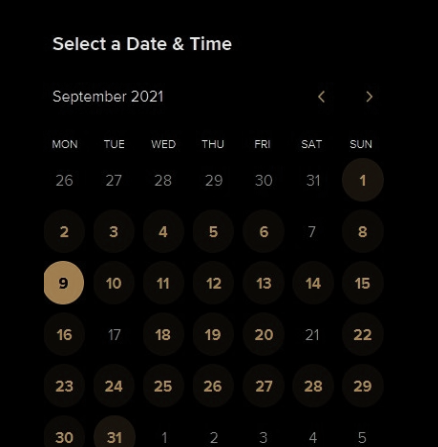 Select a Date & Time
September 2021
MON TUE WED THU FRI SAT SUN
26 27 28 29 30 31 1
2 3 4 5 6 7 8
9 10 11 12 13 14 15
16 17 18 19 20 21 22
23 24 25 26 27 28 29
30 31 1 2 3 4 5